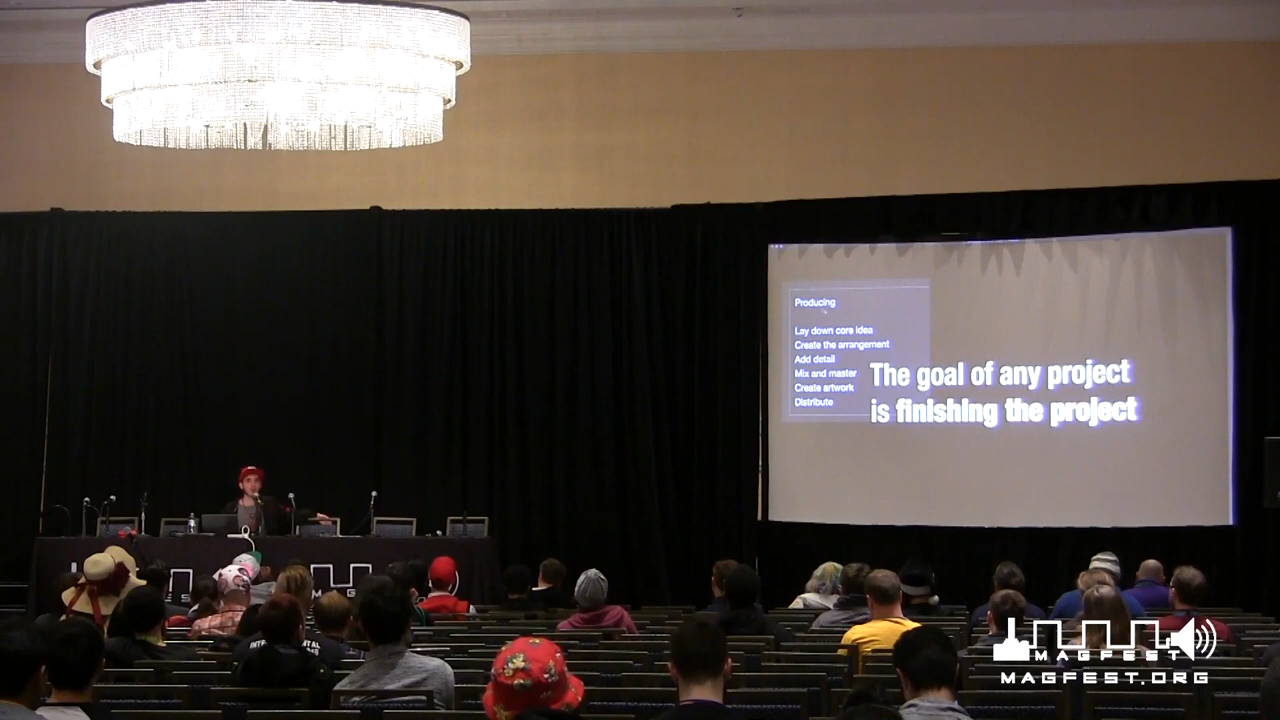 Producing
Lay down core idea
Create the arrangement
Add detail
Mix and master
Create artwork
Distribute
The goal of any project
is finishing the project
MAGFEST
MAGFEST.ORG